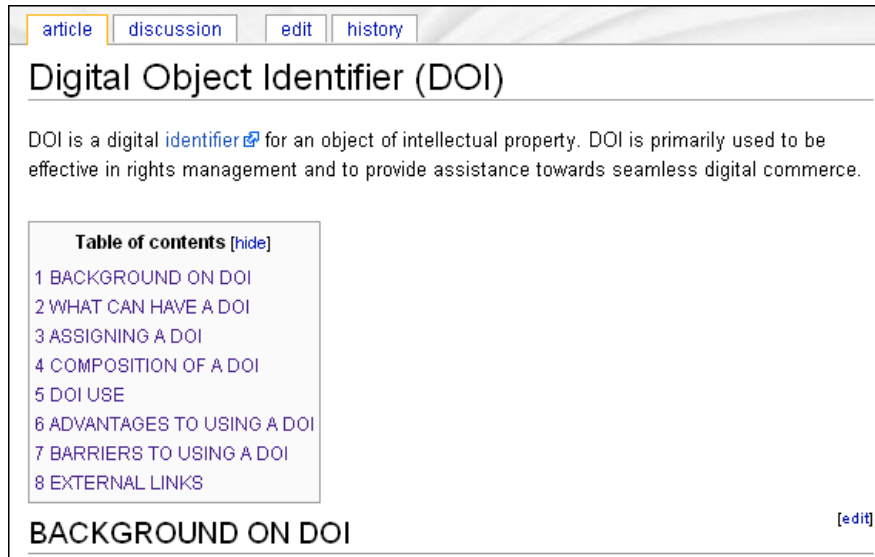 article discussion edit history
Digital Object Identifier (DOI)
DOI is a digital identifier for an object of intellectual property. DOI is primarily used to be
effective in rights management and to provide assistance towards seamless digital commerce.
Table of contents [hide]
1 BACKGROUND ON DOI
2 WHAT CAN HAVE A DOI
3 ASSIGNING A DOI
4 COMPOSITION OF A DOI
5 DOI USE
6 ADVANTAGES TO USING A DOI
7 BARRIERS TO USING A DOI
8 EXTERNAL LINKS
[edit]
BACKGROUND ON DOI